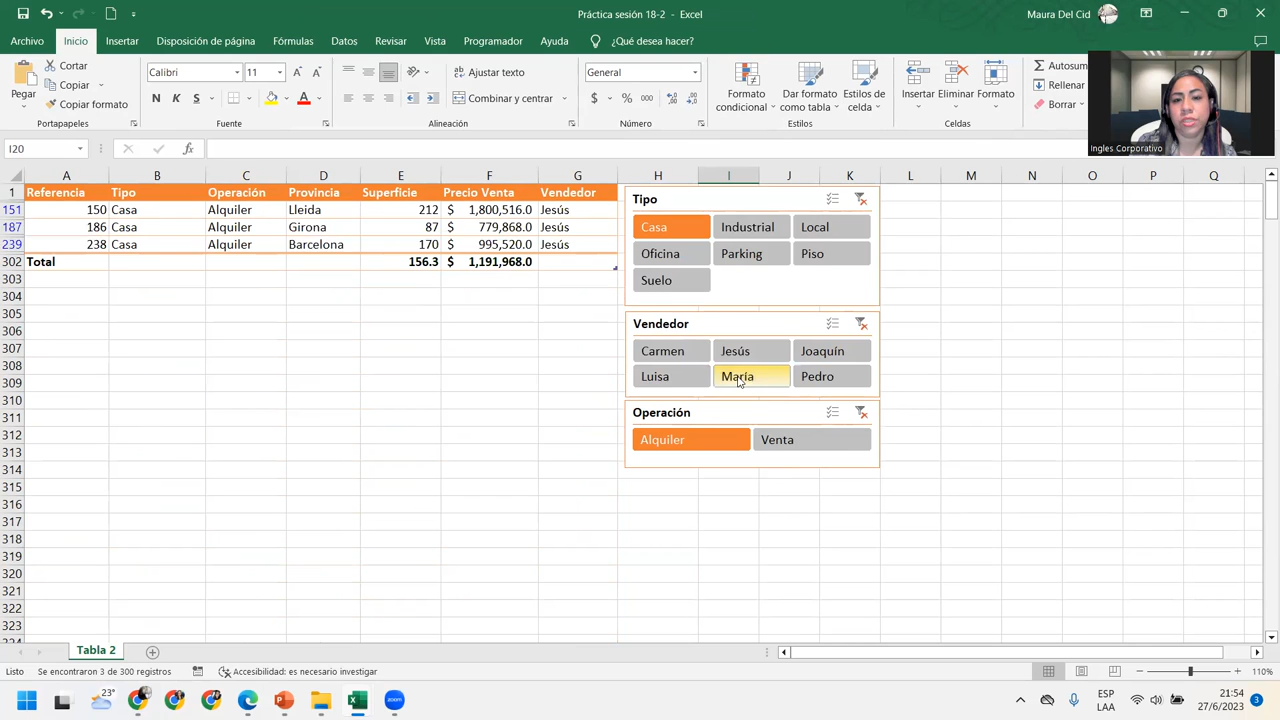 Práctica sesión 18-2 - Excel
Maura Del Cid
Archivo Inicio Insertar Disposición de página Fórmulas Datos Revisar Vista Programador Ayuda ¿Qué desea hacer?
Pegar
Cortar
Copiar
Copiar formato
Portapapeles
Calibri 11
N K S
Fuente
Ajustar texto
Combinar y centrar
Alineación
General
$ % 000
Número
Formato condicional
Dar formato como tabla
Estilos de celda
Estilos
Insertar Eliminar Formato
Celdas
Autosum
Rellenar
Borrar
Ingles Corporativo
I20
fx
A B C D E F G H I J K L M N O P Q
1 Referencia Tipo Operación Provincia Superficie Precio Venta Vendedor
151 150 Casa Alquiler Lleida 212 $ 1,800,516.0 Jesús
187 186 Casa Alquiler Girona 87 $ 779,868.0 Jesús
239 238 Casa Alquiler Barcelona 170 $ 995,520.0 Jesús
302 Total 156.3 $ 1,191,968.0
303
304
305
306
307
308
309
310
311
312
313
314
315
316
317
318
319
320
321
322
323
Tipo
Casa Industrial Local
Oficina Parking Piso
Suelo
Vendedor
Carmen Jesús Joaquín
Luisa María Pedro
Operación
Alquiler Venta
Tabla 2
Listo Se encontraron 3 de 300 registros Accesibilidad: es necesario investigar
110%
23°
zoom
ESP
LAA
21:54
27/6/2023
3